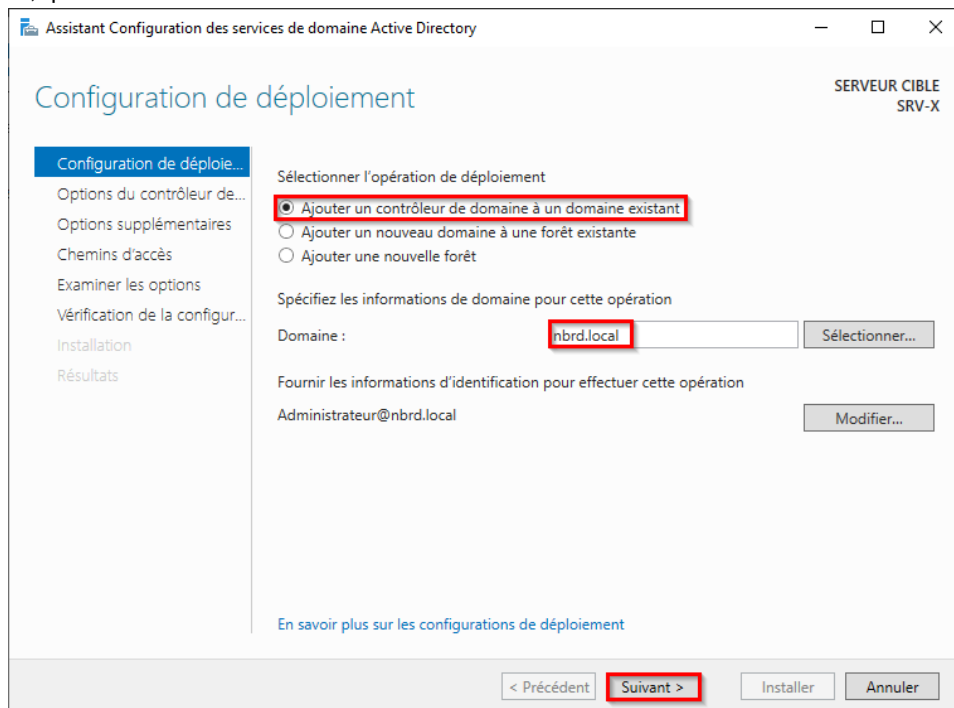 Assistant Configuration des services de domaine Active Directory
Configuration de déploiement
SERVEUR CIBLE
SRV-X
Configuration de déploie...
Options du contrôleur de...
Options supplémentaires
Chemins d'accès
Examiner les options
Vérification de la configur...
Installation
Résultats
Sélectionner l'opération de déploiement
Ajouter un contrôleur de domaine à un domaine existant
Ajouter un nouveau domaine à une forêt existante
Ajouter une nouvelle forêt
Spécifiez les informations de domaine pour cette opération
Domaine : nbrd.local Sélectionner...
Fournir les informations d'identification pour effectuer cette opération
Administrateur@nbrd.local Modifier...
En savoir plus sur les configurations de déploiement
< Précédent Suivant > Installer Annuler